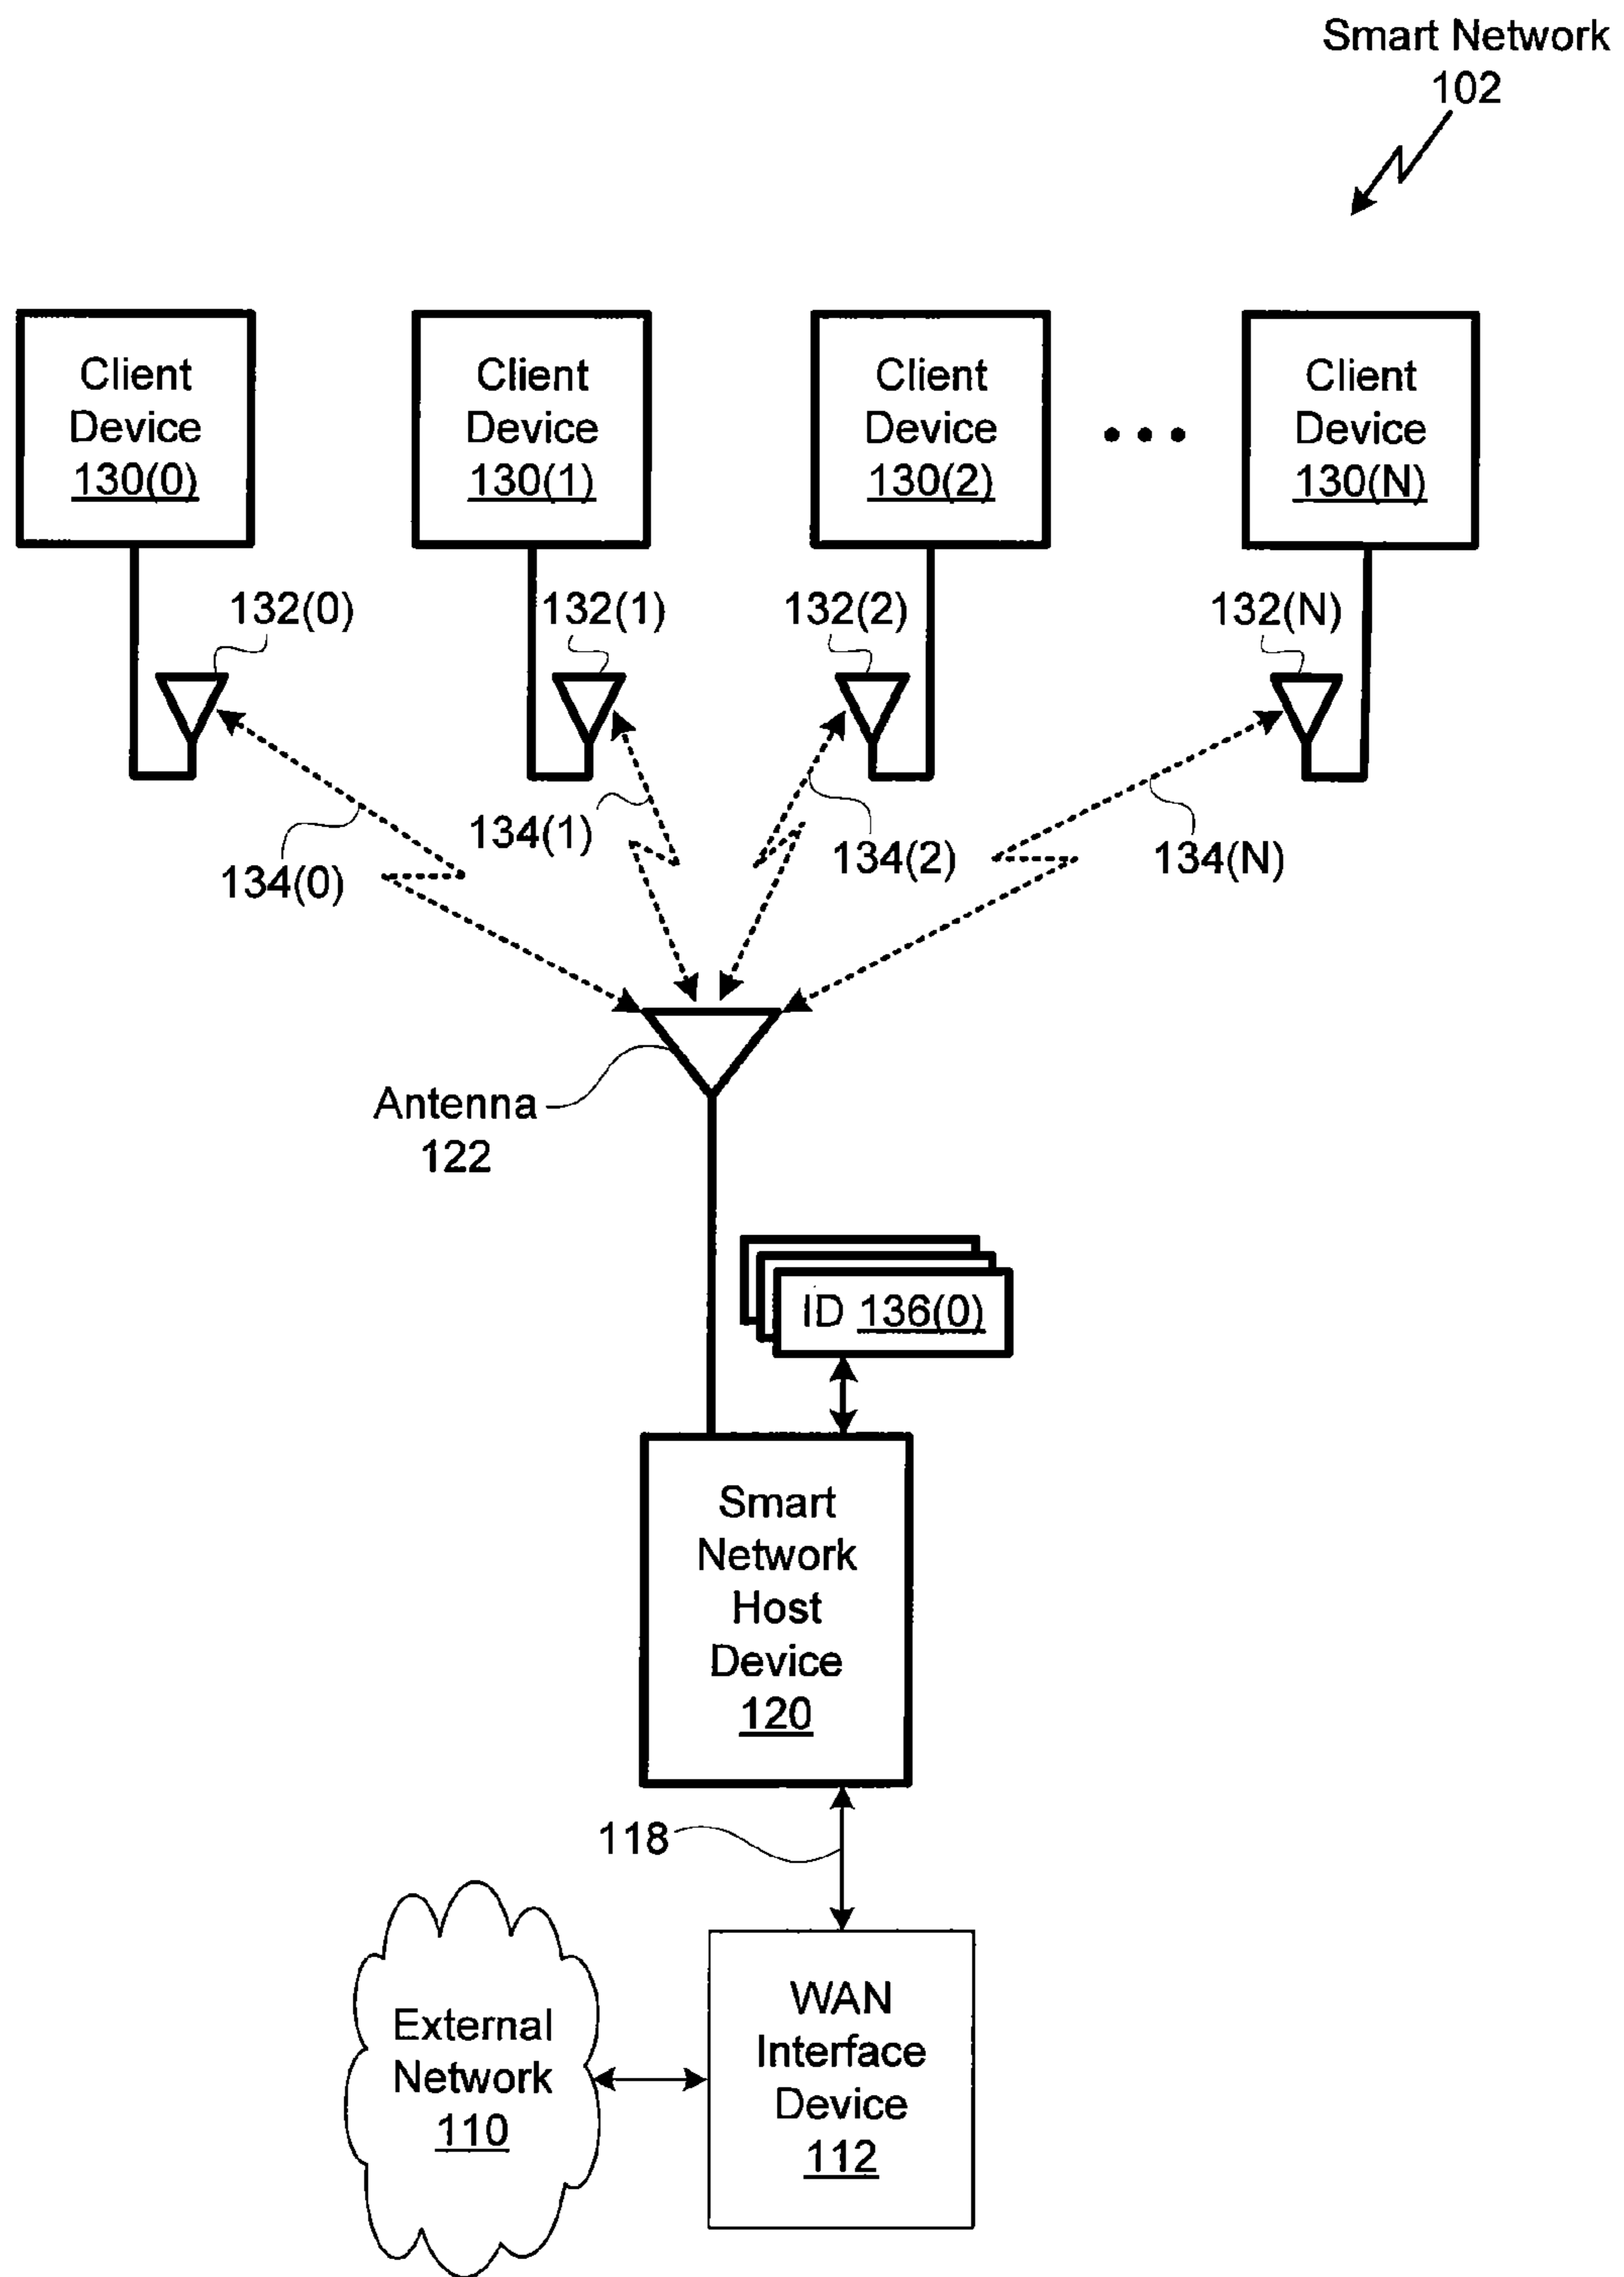 Smart Network
102
Client
Device
130(0)
Client
Device
130(1)
Client
Device
130(2)
Client
Device
130(N)
132(0)
132(1)
132(2)
132(N)
134(0)
134(1)
134(2)
134(N)
Antenna
122
ID 136(0)
Smart
Network
Host
Device
120
118
External
Network
110
WAN
Interface
Device
112